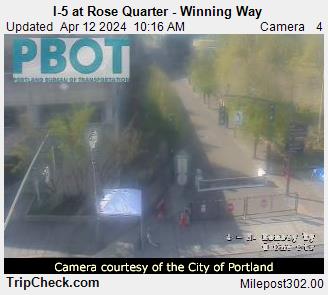 I-5 at Rose Quarter - Winning Way
Updated Apr 12 2024 10:16 AM Camera 4
PBOT
PORTLAND BUREAU OF TRANSPORTATION
Camera courtesy of the City of Portland
TripCheck.com Milepost302.00